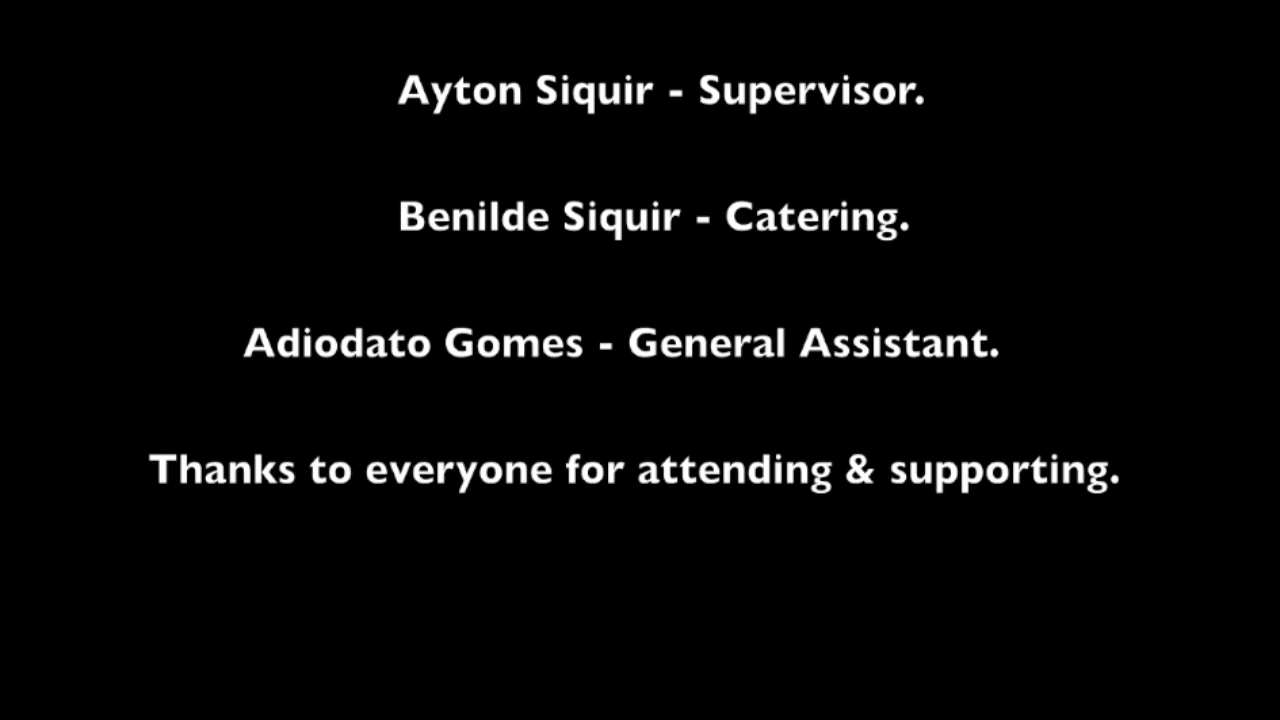 Ayton Siquir - Supervisor.
Benilde Siquir - Catering.
Adiodato Gomes - General Assistant.
Thanks to everyone for attending & supporting.